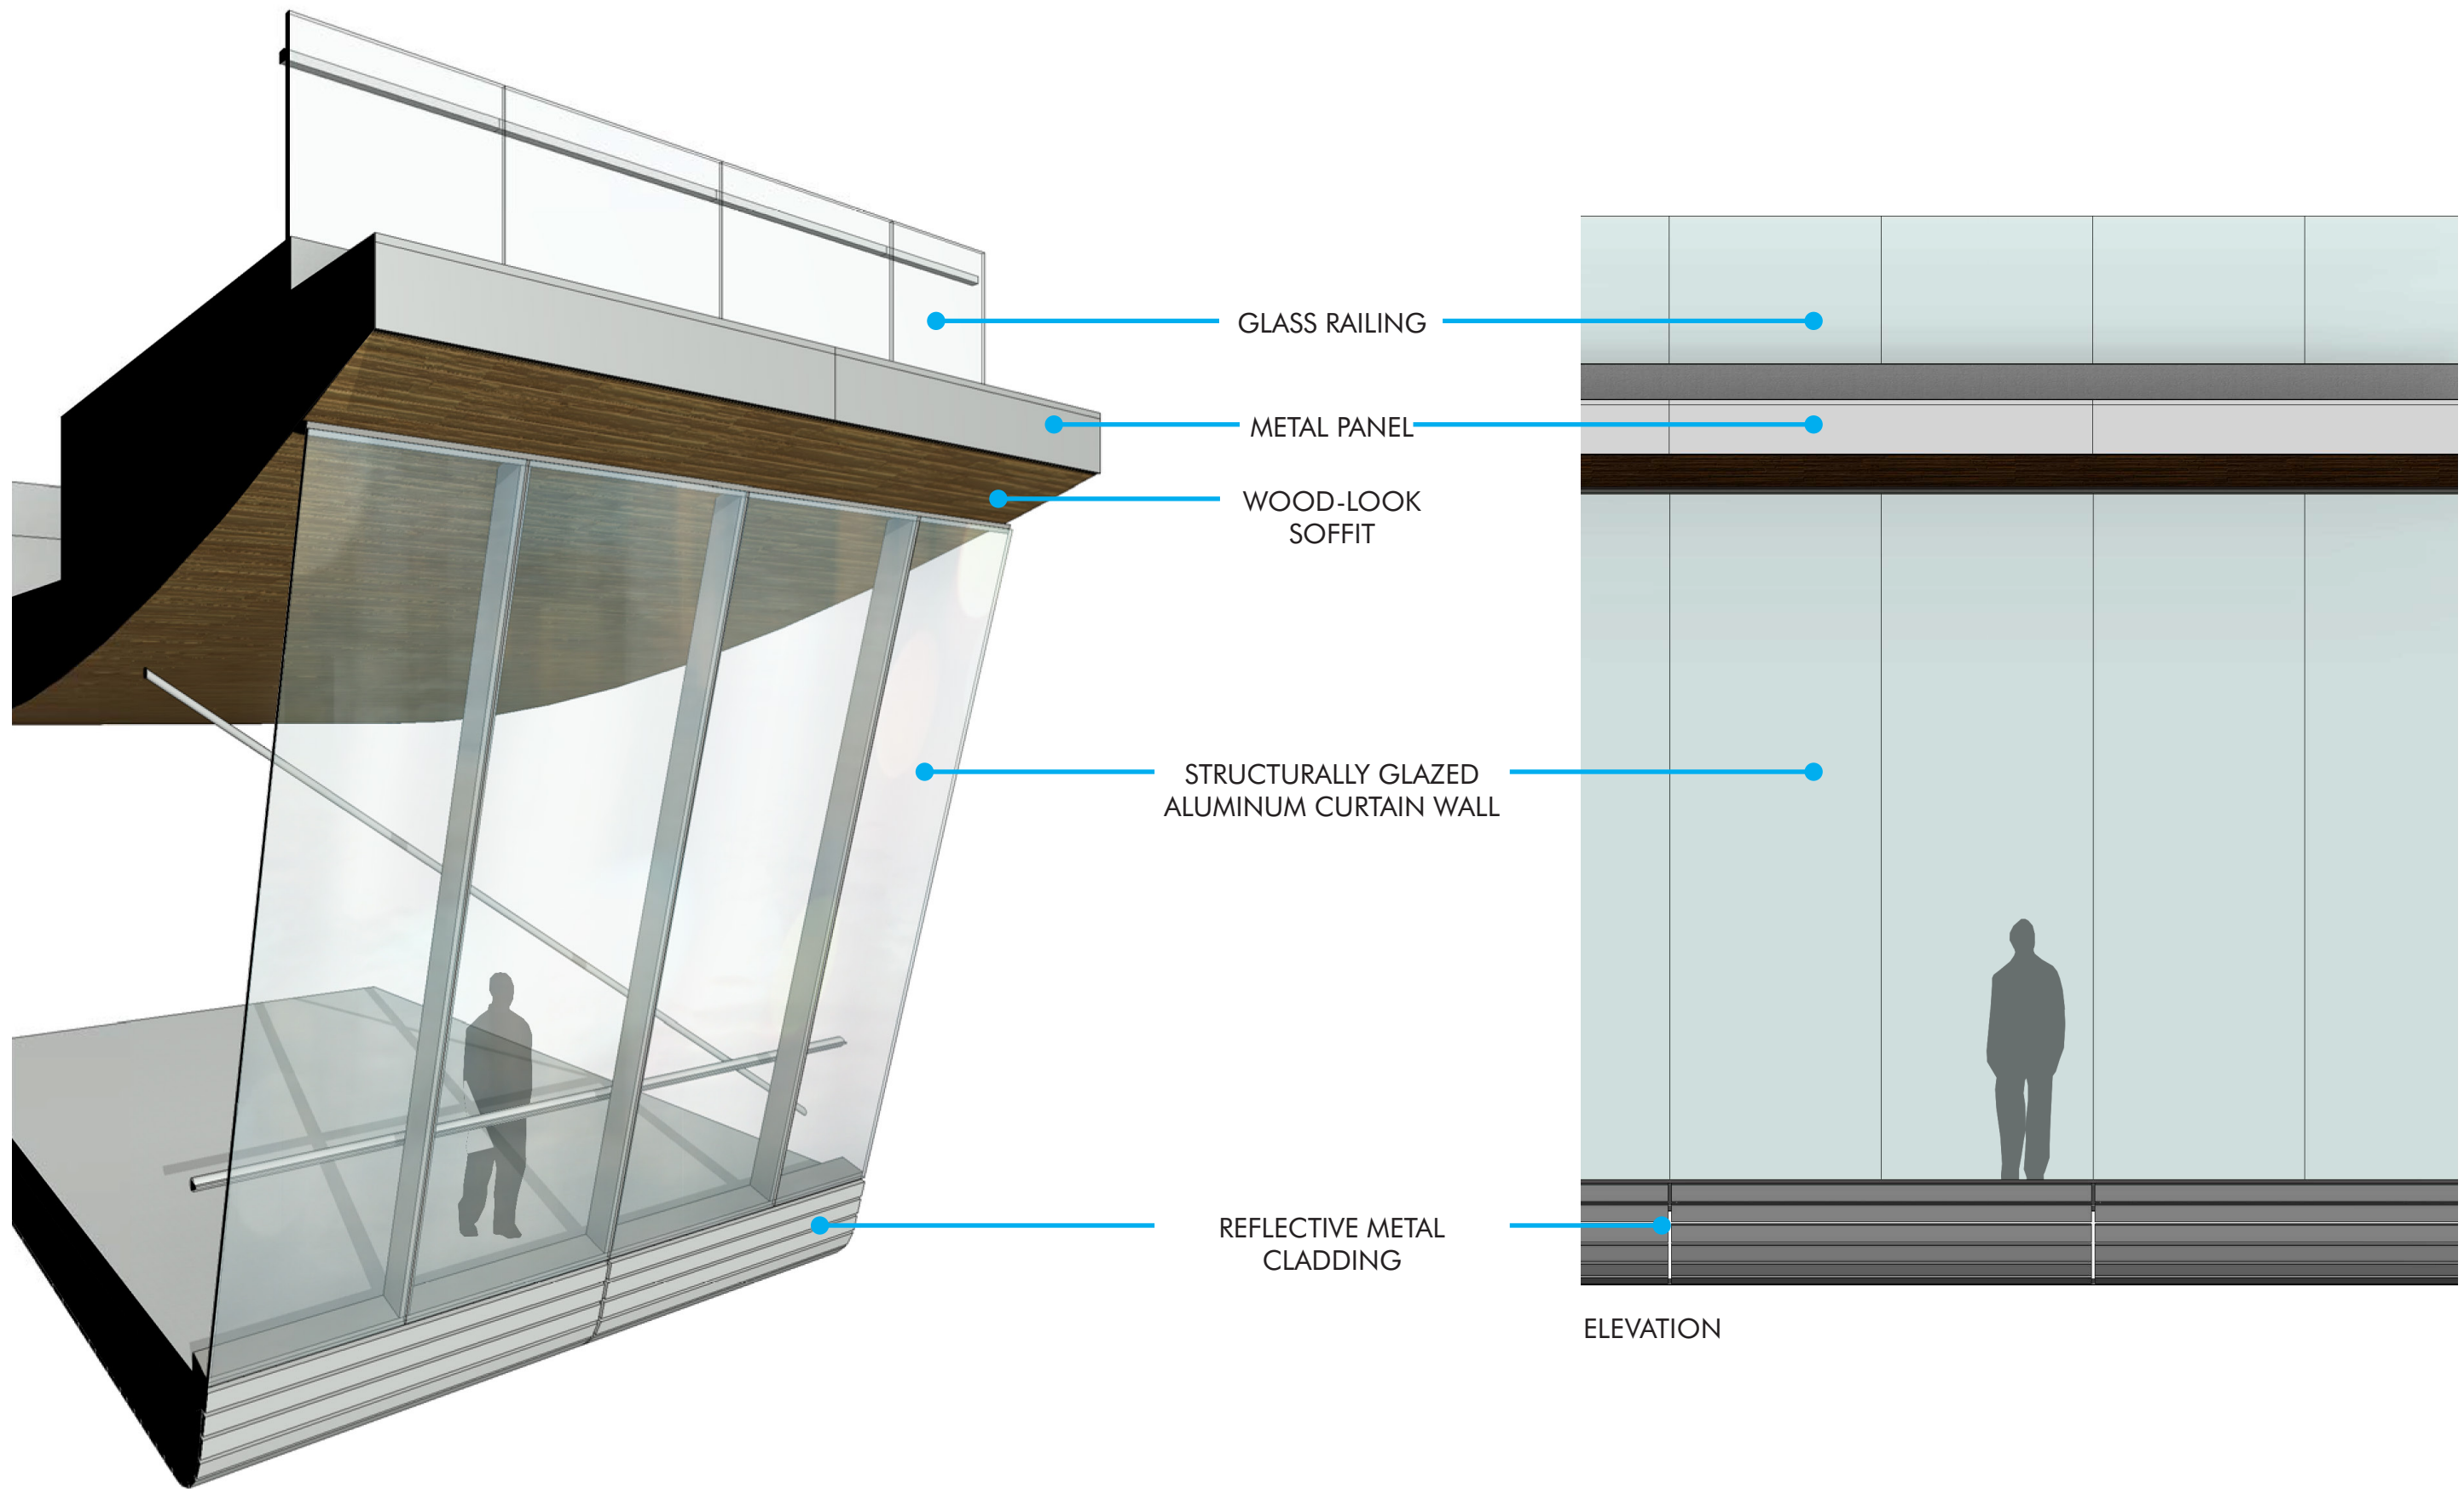 GLASS RAILING
METAL PANEL
WOOD-LOOK
SOFFIT
STRUCTURALLY GLAZED
ALUMINUM CURTAIN WALL
REFLECTIVE METAL
CLADDING
ELEVATION